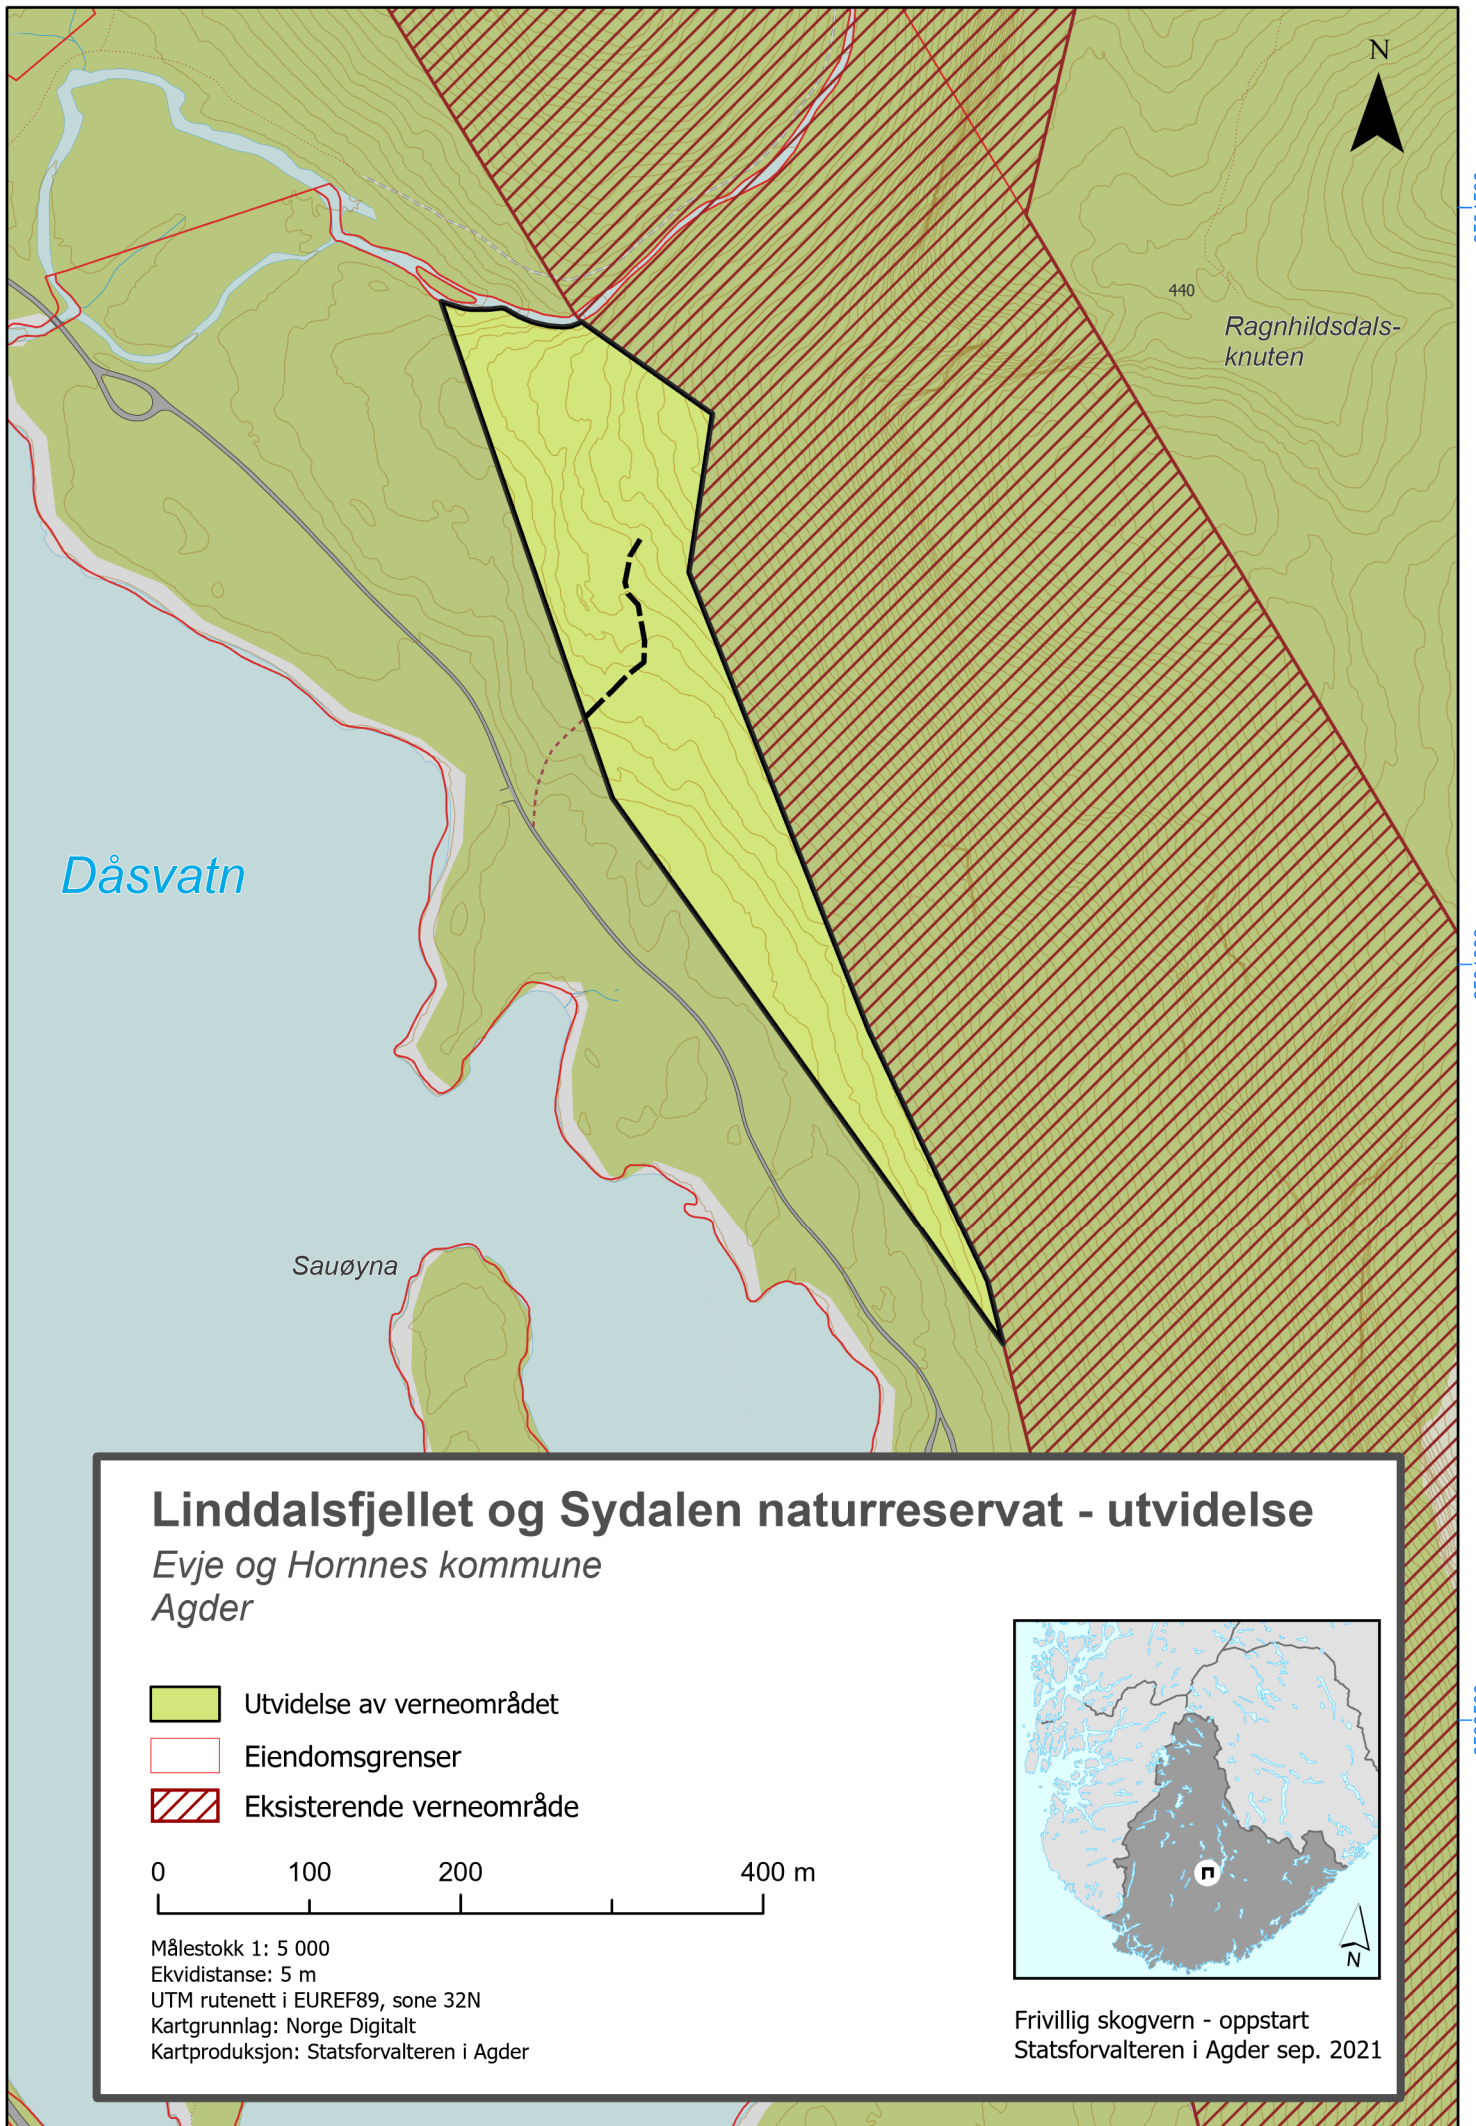 N
440
Ragnhildsdals-
knuten
Dåsvatn
Sauøyna
Linddalsfjellet og Sydalen naturreservat - utvidelse
Evje og Hornnes kommune
Agder
Utvidelse av verneområdet
Eiendomsgrenser
Eksisterende verneområde
0 100 200 400 m
Målestokk 1: 5 000
Ekvidistanse: 5 m
UTM rutenett i EUREF89, sone 32N
Kartgrunnlag: Norge Digitalt
Kartproduksjon: Statsforvalteren i Agder
N
Frivillig skogvern - oppstart
Statsforvalteren i Agder sep. 2021